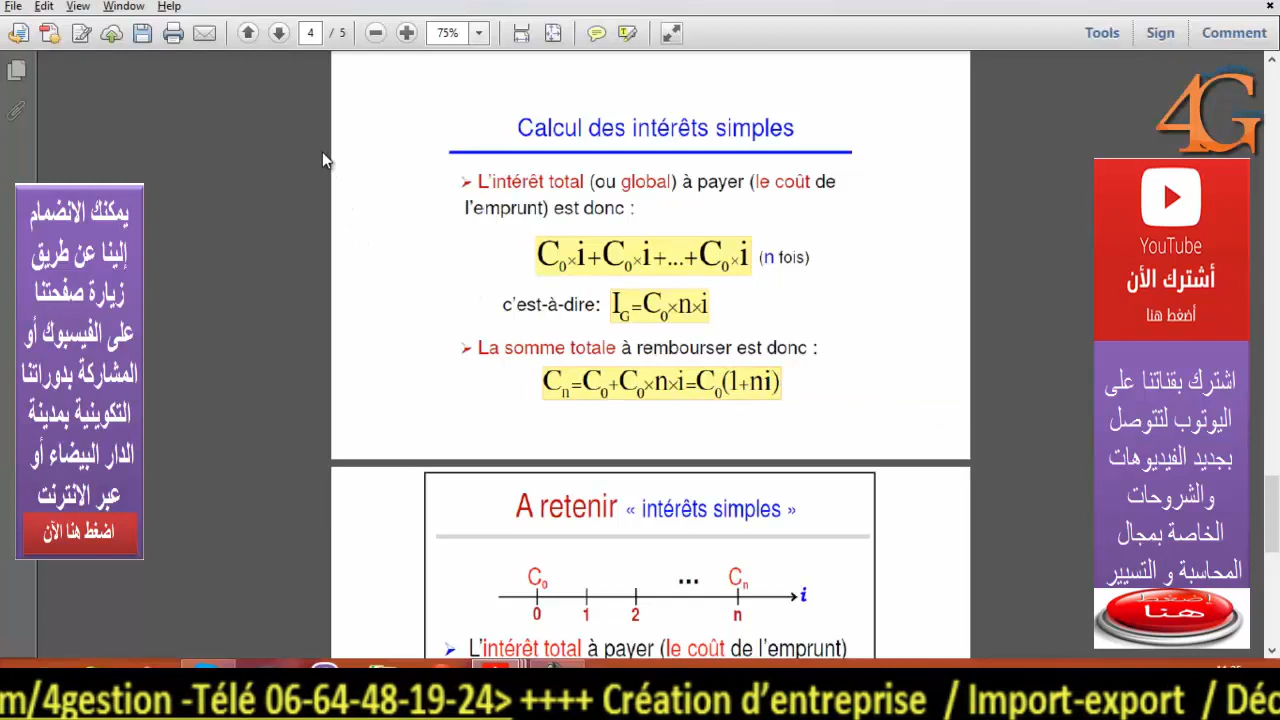 File Edit View Window Help
4 / 5 75% Tools Sign Comment
4G
Calcul des intérêts simples
➢ L'intérêt total (ou global) à payer (le coût de
l'emprunt) est donc :
C₀×i+C₀×i+...+C₀×i (n fois)
c'est-à-dire: I_G=C₀×n×i
➢ La somme totale à rembourser est donc :
Cₙ=C₀+C₀×n×i=C₀(1+ni)
A retenir « intérêts simples »
C₀ ... Cₙ
i
0 1 2 n
➢ L'intérêt total à payer (le coût de l'emprunt)
يمكنك الانضمام
إلينا عن طريق
زيارة صفحتنا
على الفيسبوك أو
المشاركة بدوراتنا
التكوينية بمدينة
الدار البيضاء أو
عبر الانترنت
اضغط هنا الآن
YouTube
أشترك الأن
أضغط هنا
اشترك بقناتنا على
اليوتوب لتتوصل
بجديد الفيديوهات
والشروحات
الخاصة بمجال
المحاسبة و التسيير
إضغط
هنا
m/4gestion -Télé 06-64-48-19-24> ++++ Création d'entreprise / Import-export / Déc